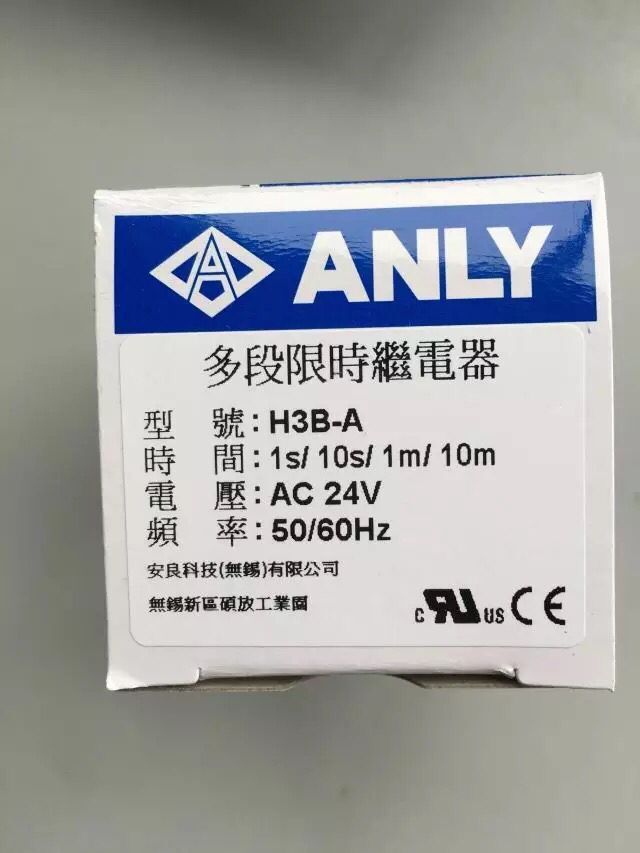 ANLY
多段限時繼電器
型 號: H3B-A
時 間: 1s/ 10s/ 1m/ 10m
電 壓: AC 24V
頻 率: 50/60Hz
安良科技(無錫)有限公司
無錫新區碩放工業園
c RU US CE